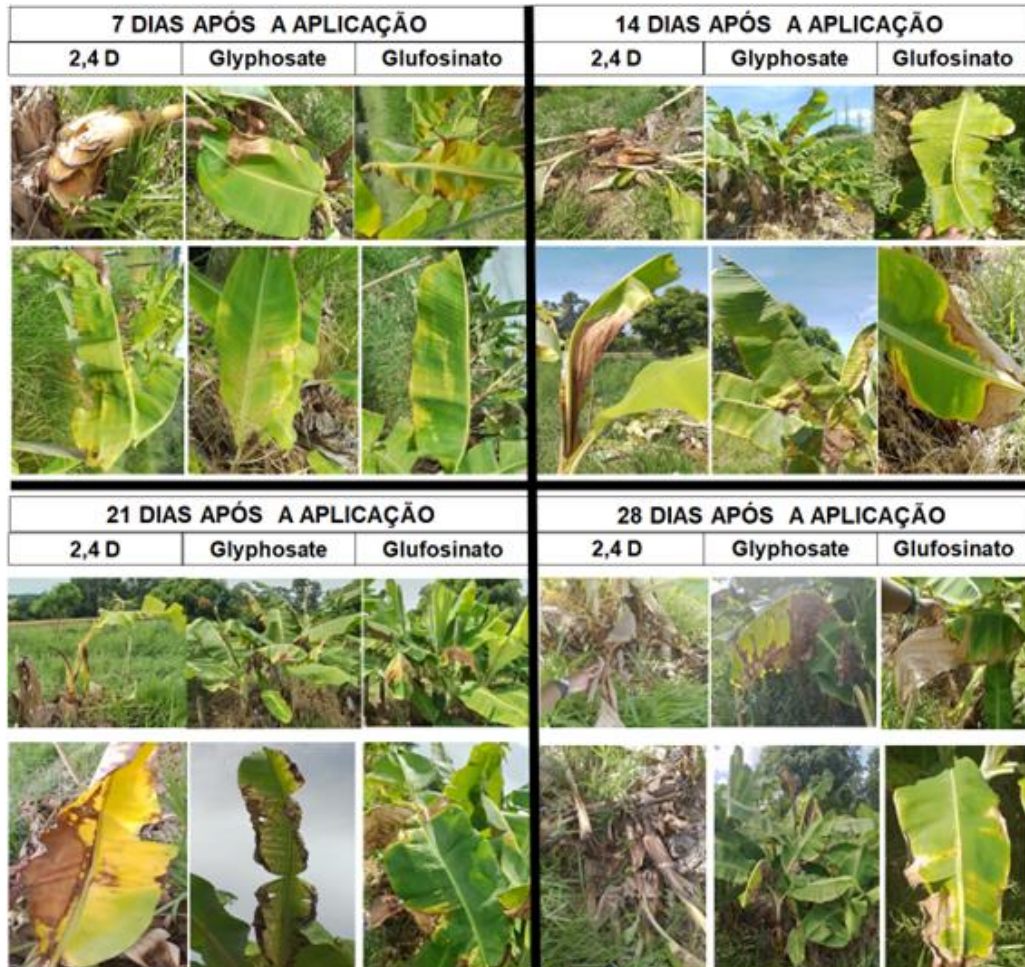 7 DIAS APÓS A APLICAÇÃO
2,4 D Glyphosate Glufosinato
14 DIAS APÓS A APLICAÇÃO
2,4 D Glyphosate Glufosinato
21 DIAS APÓS A APLICAÇÃO
2,4 D Glyphosate Glufosinato
28 DIAS APÓS A APLICAÇÃO
2,4 D Glyphosate Glufosinato